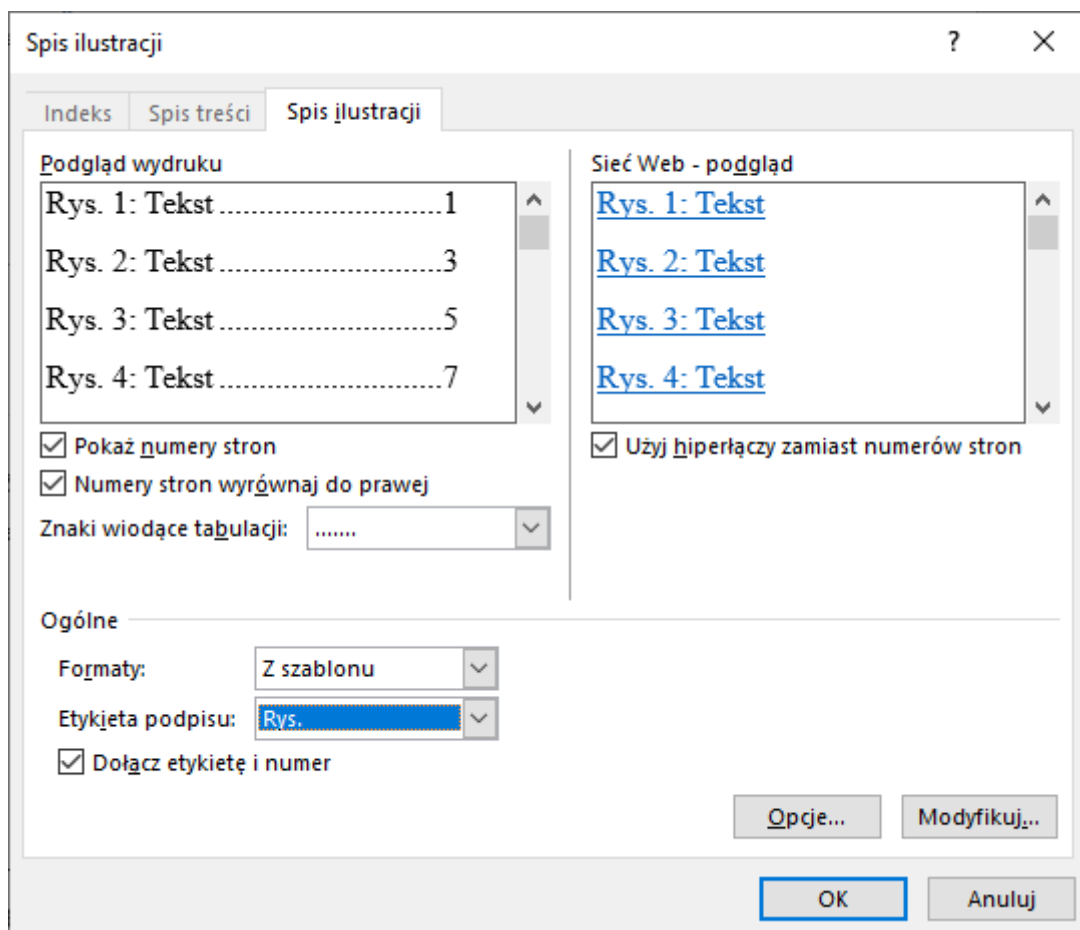 Spis ilustracji ?
Indeks Spis treści Spis ilustracji
Podgląd wydruku
Rys. 1: Tekst........................................1
Rys. 2: Tekst........................................3
Rys. 3: Tekst........................................5
Rys. 4: Tekst........................................7
Pokaż numery stron
Numery stron wyrównaj do prawej
Znaki wiodące tabulacji: .......
Sieć Web - podgląd
Rys. 1: Tekst
Rys. 2: Tekst
Rys. 3: Tekst
Rys. 4: Tekst
Użyj hiperłączy zamiast numerów stron
Ogólne
Formaty: Z szablonu
Etykieta podpisu: Rys.
Dołącz etykietę i numer
Opcje... Modyfikuj...
OK Anuluj